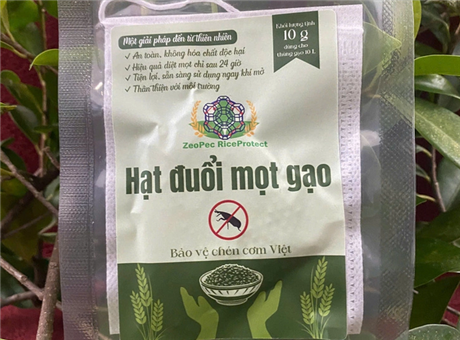 Một giải pháp đến từ thiên nhiên
✓ An toàn, không hóa chất độc hại
✓ Hiệu quả diệt mọt chỉ sau 24 giờ
✓ Tiện lợi, sẵn sàng sử dụng ngay khi mở
✓ Thân thiện với môi trường
Khối lượng tịnh
10 g
dùng cho
thùng gạo 10 L
ZeoPec RiceProtect
Hạt đuổi mọt gạo
Bảo vệ chén cơm Việt